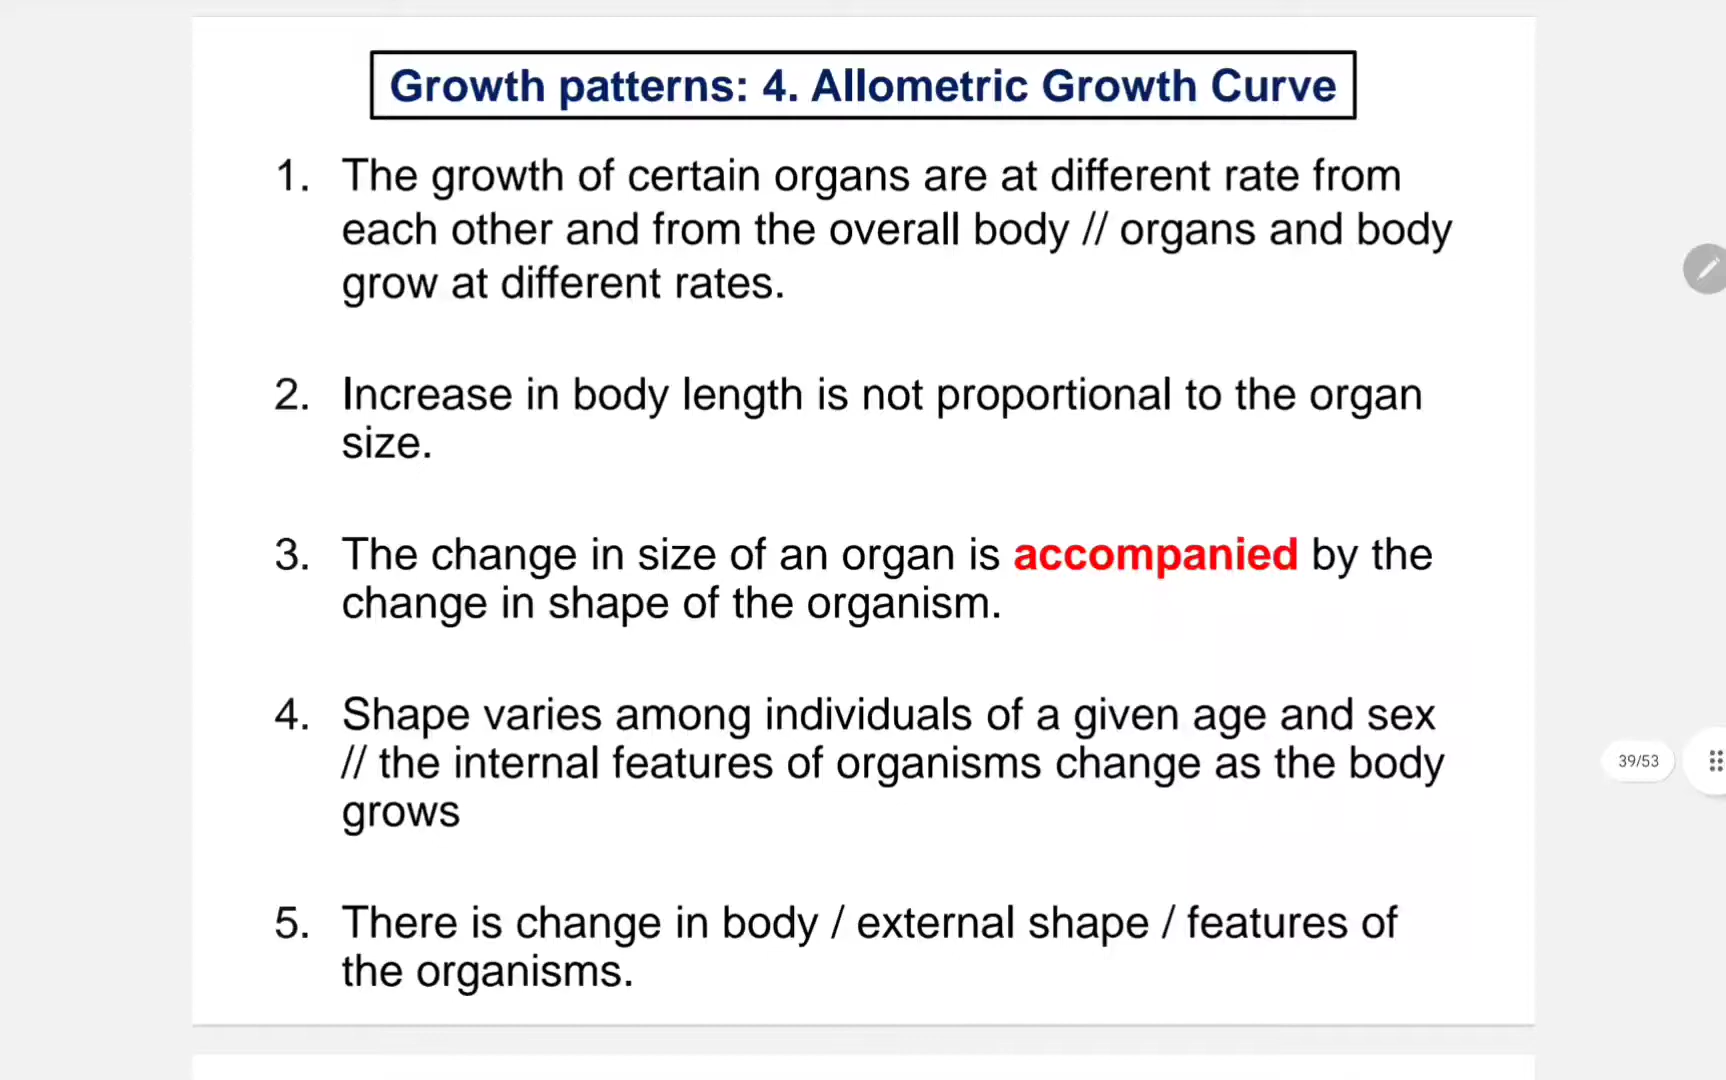 Growth patterns: 4. Allometric Growth Curve
1. The growth of certain organs are at different rate from
each other and from the overall body // organs and body
grow at different rates.
2. Increase in body length is not proportional to the organ
size.
3. The change in size of an organ is accompanied by the
change in shape of the organism.
4. Shape varies among individuals of a given age and sex
// the internal features of organisms change as the body
grows
5. There is change in body / external shape / features of
the organisms.
39/53